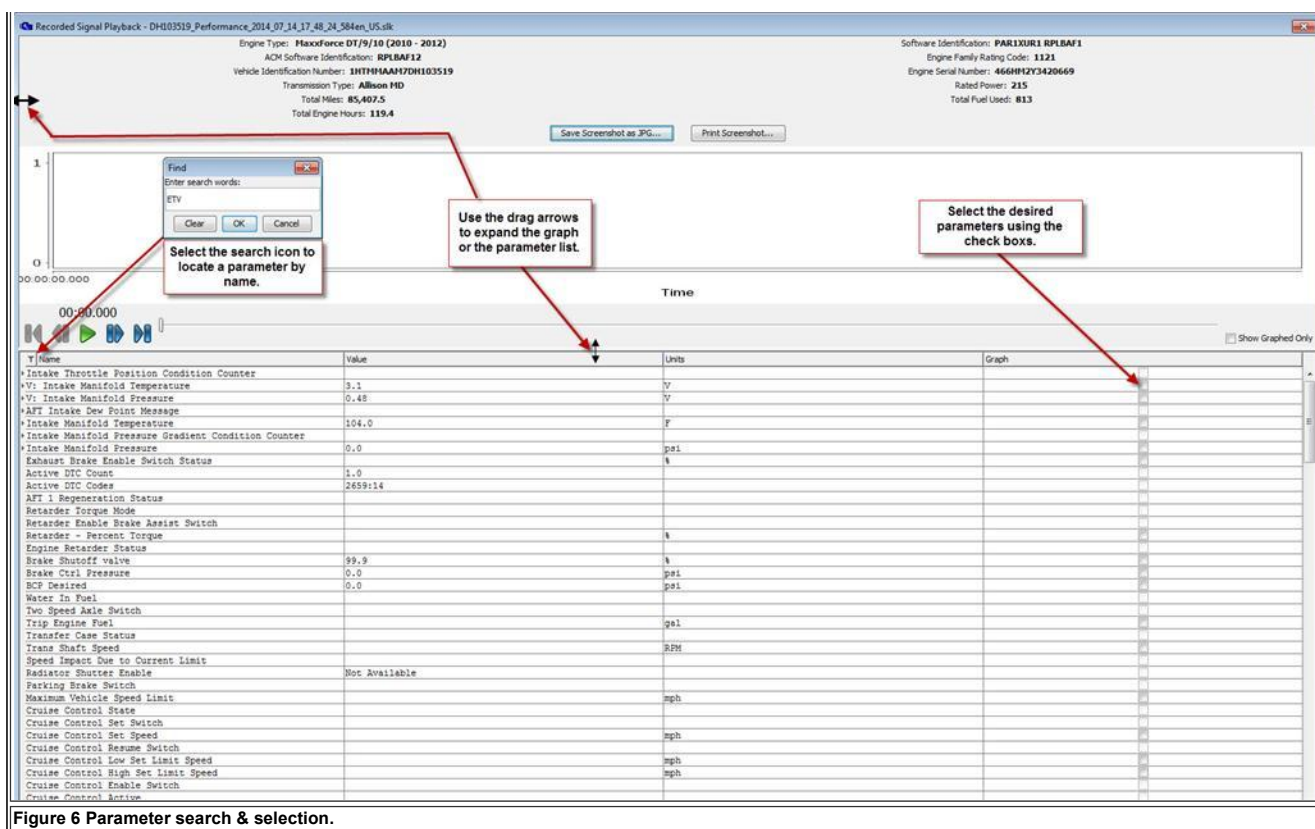 Recorded Signal Playback - DH103519_Performance_2014_07_14_17_48_24_584en_US.slk
Engine Type: MaxxForce DT/9/10 (2010 - 2012)
Software Identification: PAR1XUR1 RPLBAF1
ACM Software Identification: RPLBAF12
Engine Family Rating Code: 1121
Vehicle Identification Number: 1HTMMAAM7DH103519
Engine Serial Number: 466HM2Y3420669
Transmission Type: Allison MD
Rated Power: 215
Total Miles: 85,407.5
Total Fuel Used: 813
Total Engine Hours: 119.4
Save Screenshot as JPG...
Print Screenshot...
1
Find
Enter search words:
ETV
Clear OK Cancel
Select the search icon to
locate a parameter by
name.
Use the drag arrows
to expand the graph
or the parameter list.
Select the desired
parameters using the
check boxs.
0
00:00:00.000
Time
00:00.000
Show Graphed Only
T Name Value Units Graph
Intake Throttle Position Condition Counter
V: Intake Manifold Temperature 3.1 V
V: Intake Manifold Pressure 0.48 V
AFT Intake Dew Point Message
Intake Manifold Temperature 104.0 F
Intake Manifold Pressure Gradient Condition Counter
Intake Manifold Pressure 0.0 psi
Exhaust Brake Enable Switch Status %
Active DTC Count 1.0
Active DTC Codes 2659:14
AFT 1 Regeneration Status
Retarder Torque Mode
Retarder Enable Brake Assist Switch
Retarder - Percent Torque %
Engine Retarder Status
Brake Shutoff valve 99.9 %
Brake Ctrl Pressure 0.0 psi
BCP Desired 0.0 psi
Water In Fuel
Two Speed Axle Switch
Trip Engine Fuel gal
Transfer Case Status
Trans Shaft Speed RPM
Speed Impact Due to Current Limit
Radiator Shutter Enable Not Available
Parking Brake Switch
Maximum Vehicle Speed Limit mph
Cruise Control State
Cruise Control Set Switch
Cruise Control Set Speed mph
Cruise Control Resume Switch
Cruise Control Low Set Limit Speed mph
Cruise Control High Set Limit Speed mph
Cruise Control Enable Switch
Cruise Control Active
Figure 6 Parameter search & selection.